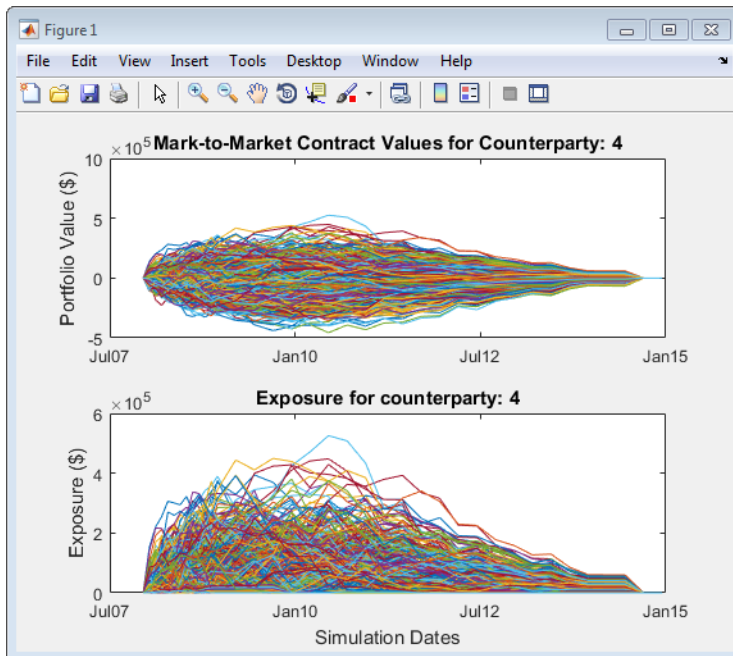 Figure 1
File Edit View Insert Tools Desktop Window Help
×10⁵ Mark-to-Market Contract Values for Counterparty: 4
Portfolio Value ($)
10
5
0
-5
Jul07 Jan10 Jul12 Jan15
×10⁵ Exposure for counterparty: 4
Exposure ($)
6
4
2
0
Jul07 Jan10 Jul12 Jan15
Simulation Dates